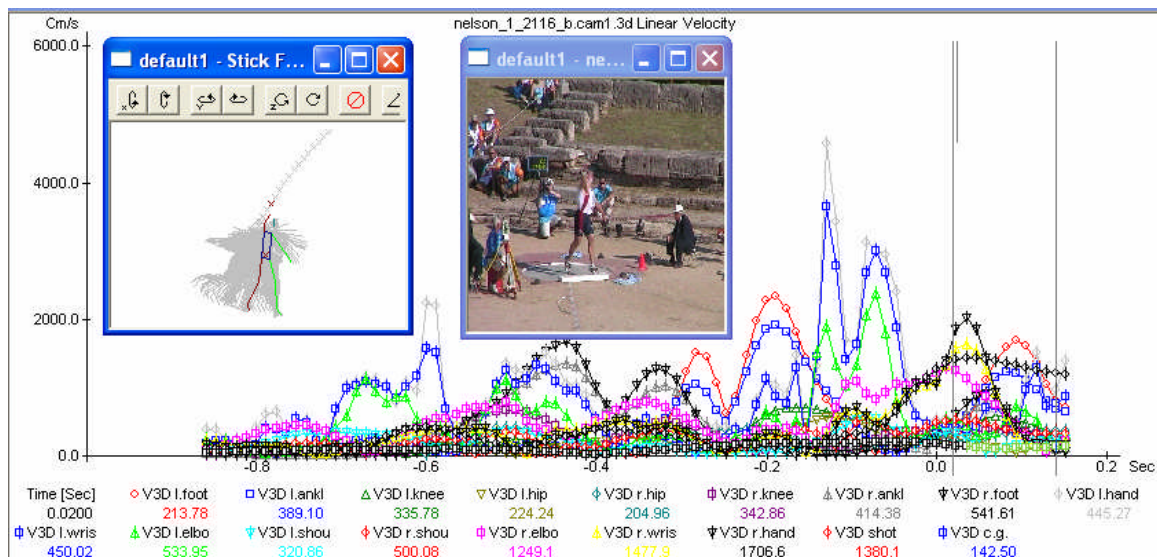 Cm/s
nelson_1_2116_b.cam1.3d Linear Velocity
6000.0
default1 - Stick F...
default1 - ne...
4000.0
2000.0
0.0
-0.8
-0.6
-0.4
-0.2
0.0
0.2
Sec
Time [Sec] V3D l.foot V3D l.ankl V3D l.knee V3D l.hip V3D r.hip V3D r.knee V3D r.ankl V3D r.foot V3D l.hand
0.0200 213.78 389.10 335.78 224.24 204.96 342.86 414.38 541.61 445.27
V3D l.wris V3D l.elbo V3D l.shou V3D r.shou V3D r.elbo V3D r.wris V3D r.hand V3D shot V3D c.g.
450.02 533.95 320.86 500.08 1249.1 1477.9 1706.6 1380.1 142.50